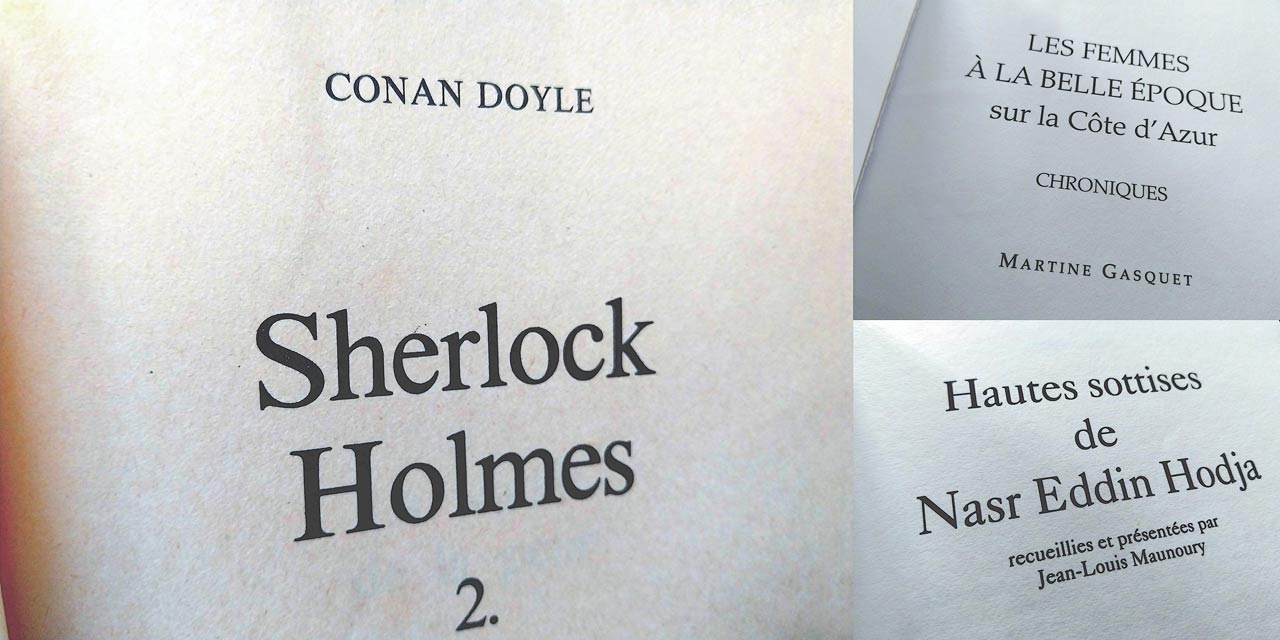 CONAN DOYLE
Sherlock
Holmes
2.
LES FEMMES
À LA BELLE ÉPOQUE
sur la Côte d'Azur
CHRONIQUES
MARTINE GASQUET
Hautes sottises
de
Nasr Eddin Hodja
recueillies et présentées par
Jean-Louis Maunoury